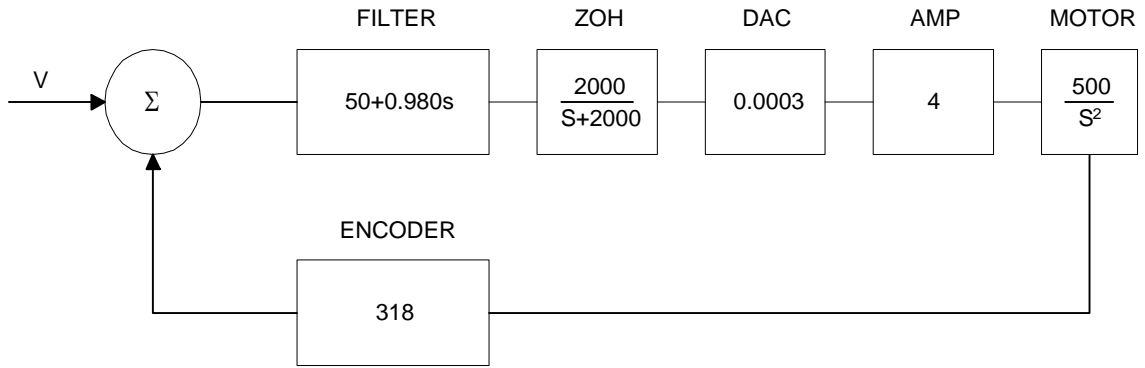 FILTER ZOH DAC AMP MOTOR
V Σ 50+0.980s 2000/S+2000 0.0003 4 500/S²
ENCODER
318